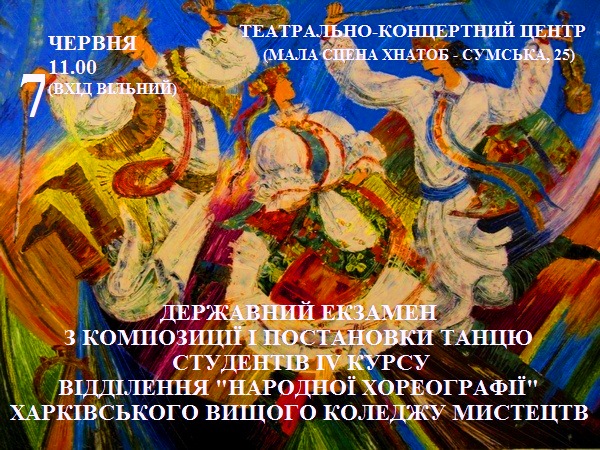 7
ЧЕРВНЯ
11.00
(ВХІД ВІЛЬНИЙ)
ТЕАТРАЛЬНО-КОНЦЕРТНИЙ ЦЕНТР
(МАЛА СЦЕНА ХНАТОБ - СУМСЬКА, 25)
ДЕРЖАВНИЙ ЕКЗАМЕН
З КОМПОЗИЦІЇ І ПОСТАНОВКИ ТАНЦЮ
СТУДЕНТІВ IV КУРСУ
ВІДДІЛЕННЯ "НАРОДНОЇ ХОРЕОГРАФІЇ"
ХАРКІВСЬКОГО ВИЩОГО КОЛЕДЖУ МИСТЕЦТВ